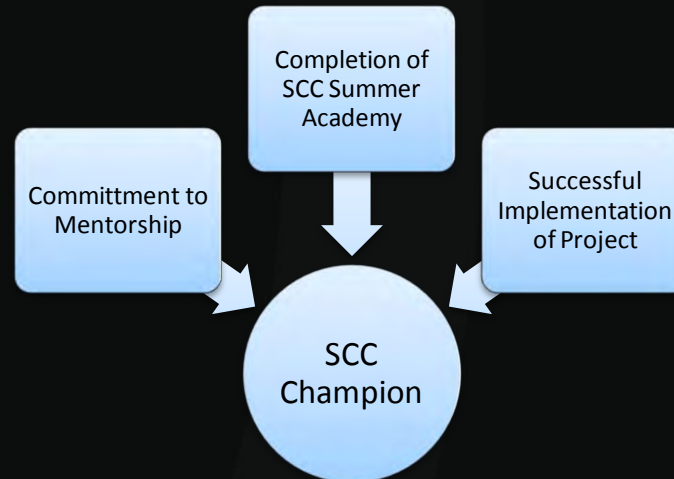 Completion of
SCC Summer
Academy
Committment to
Mentorship
Successful
Implementation
of Project
SCC
Champion